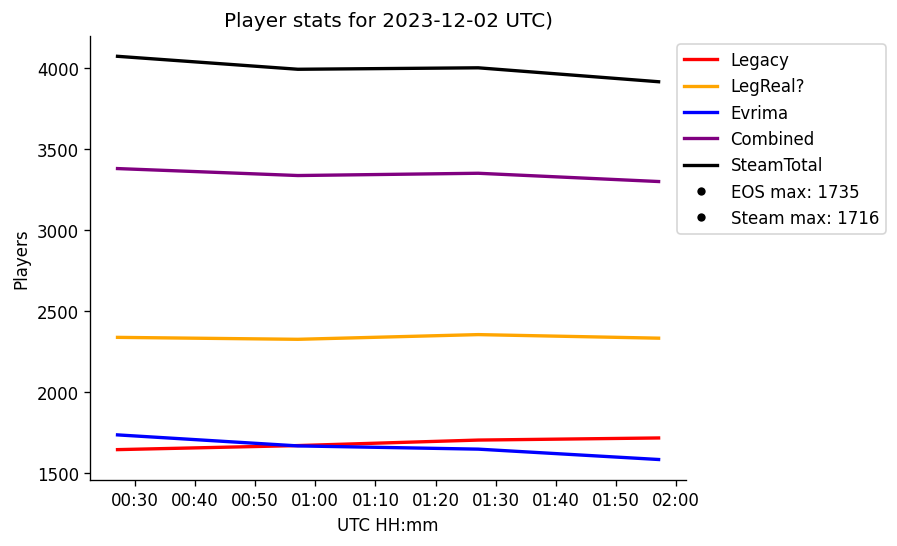 Player stats for 2023-12-02 UTC)
4000
3500
3000
2500
2000
1500
Players
00:30 00:40 00:50 01:00 01:10 01:20 01:30 01:40 01:50 02:00
UTC HH:mm
Legacy
LegReal?
Evrima
Combined
SteamTotal
EOS max: 1735
Steam max: 1716